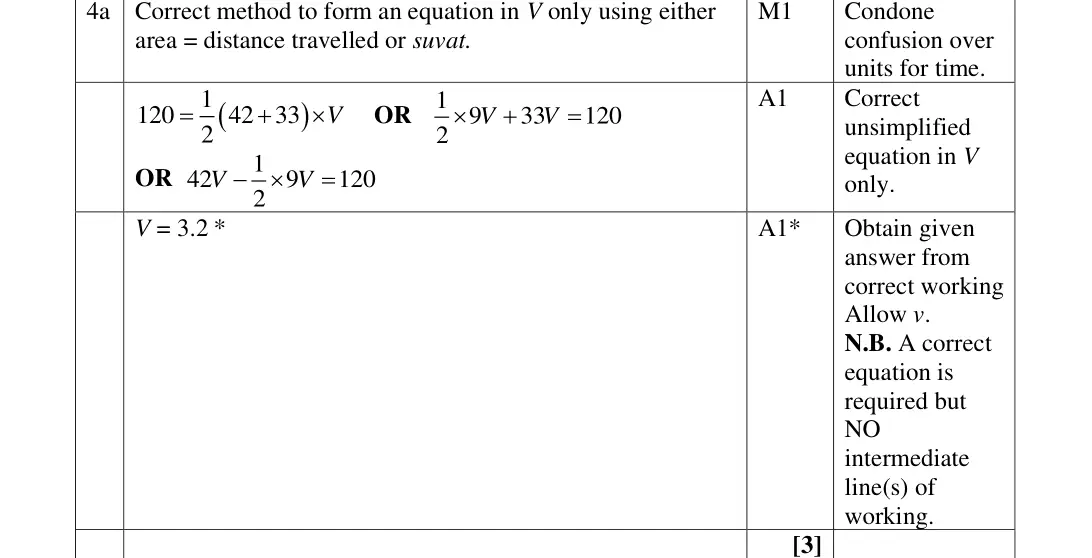 4a Correct method to form an equation in V only using either M1 Condone
area = distance travelled or suvat. confusion over
units for time.
120 = 1/2 (42 + 33) × V OR 1/2 × 9V + 33V = 120 A1 Correct
unsimplified
equation in V
OR 42V − 1/2 × 9V = 120 only.
V = 3.2 * A1* Obtain given
answer from
correct working
Allow v.
N.B. A correct
equation is
required but
NO
intermediate
line(s) of
working.
[3]